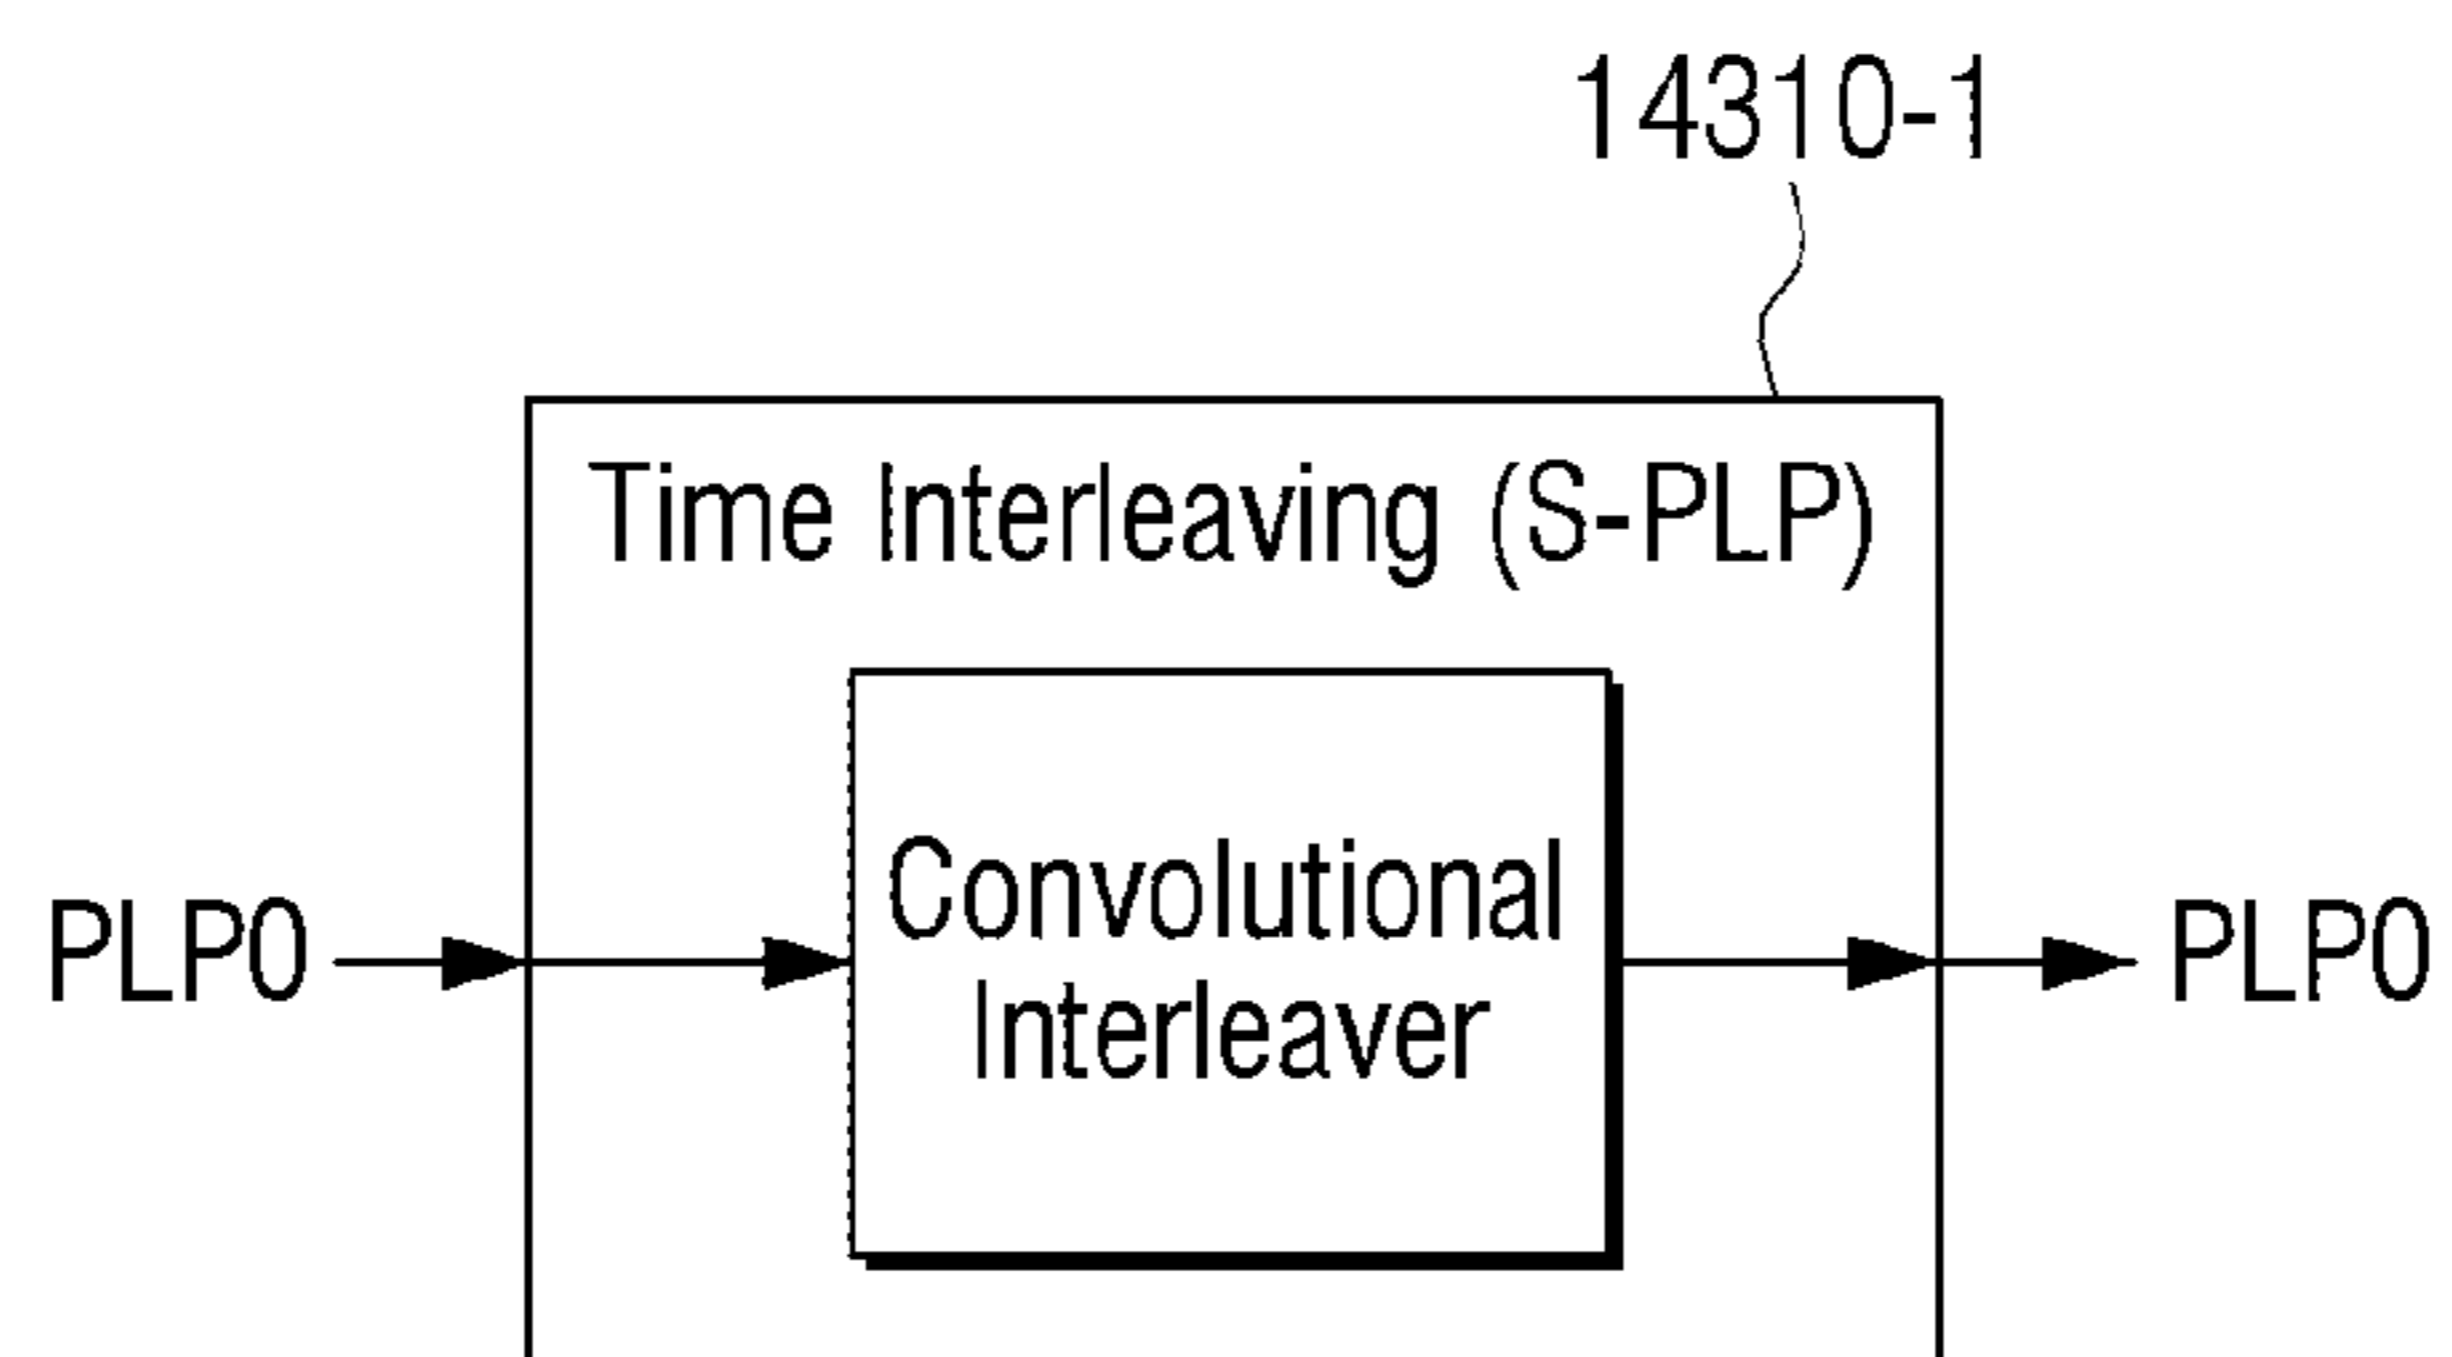 14310-1
Time Interleaving (S-PLP)
Convolutional
Interleaver
PLP0
PLP0